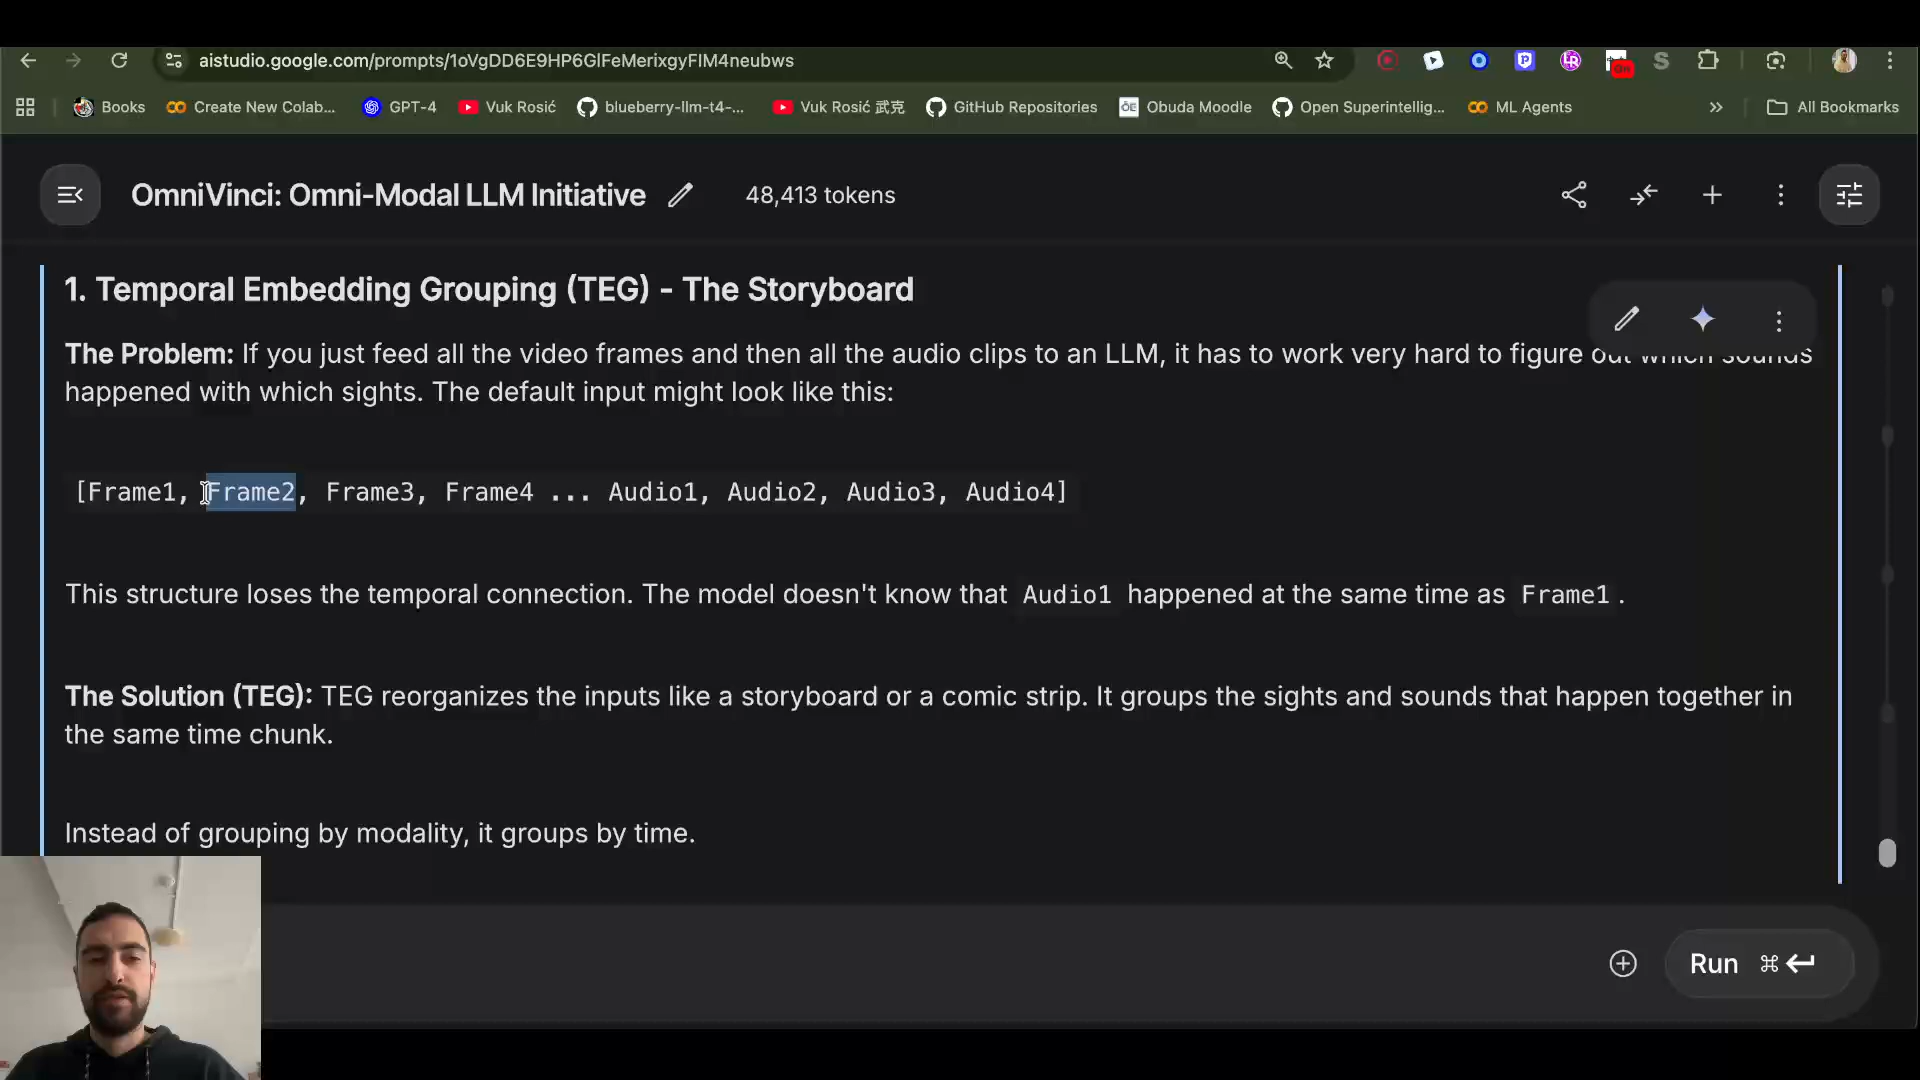 aistudio.google.com/prompts/1oVgDD6E9HP6GlFeMerixgyFIM4neubws
On
Books
Create New Colab...
GPT-4
Vuk Rosić
blueberry-llm-t4-...
Vuk Rosić 武克
GitHub Repositories
Obuda Moodle
Open Superintellig...
ML Agents
All Bookmarks
OmniVinci: Omni-Modal LLM Initiative
48,413 tokens
1. Temporal Embedding Grouping (TEG) - The Storyboard
The Problem: If you just feed all the video frames and then all the audio clips to an LLM, it has to work very hard to figure out which sounds
happened with which sights. The default input might look like this:
[Frame1, Frame2, Frame3, Frame4 ... Audio1, Audio2, Audio3, Audio4]
This structure loses the temporal connection. The model doesn't know that Audio1 happened at the same time as Frame1.
The Solution (TEG): TEG reorganizes the inputs like a storyboard or a comic strip. It groups the sights and sounds that happen together in
the same time chunk.
Instead of grouping by modality, it groups by time.
Run ⌘